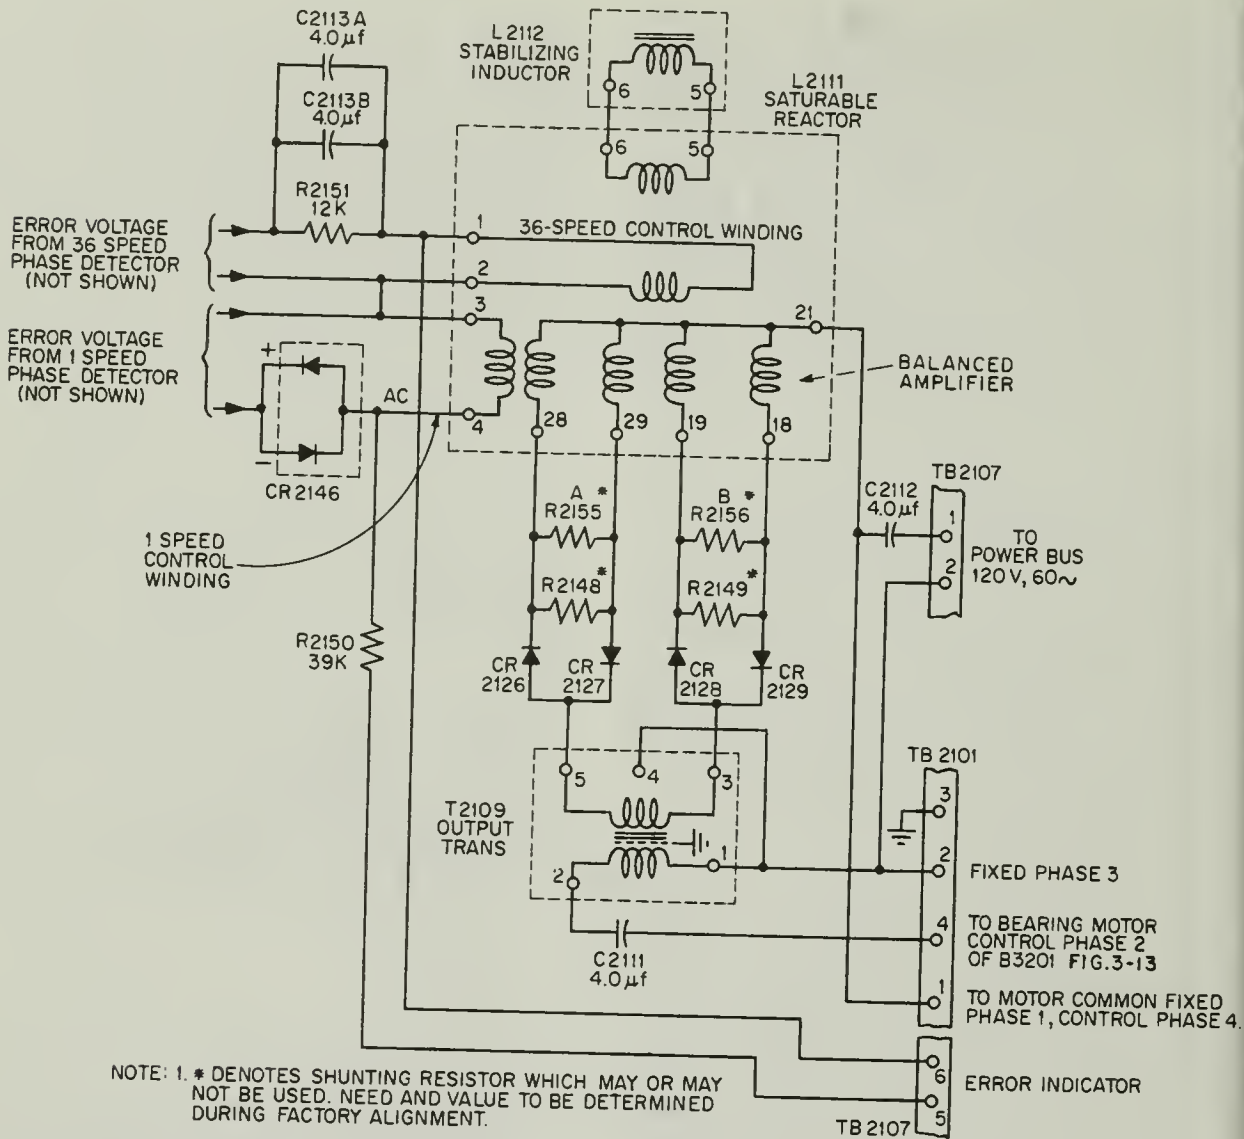 C2113A
4.0µf
C2113B
4.0µf
R2151
12K
L2112
STABILIZING
INDUCTOR
6
5
6
5
L2111
SATURABLE
REACTOR
ERROR VOLTAGE
FROM 36 SPEED
PHASE DETECTOR
(NOT SHOWN)
1
36-SPEED CONTROL WINDING
2
3
21
ERROR VOLTAGE
FROM 1 SPEED
PHASE DETECTOR
(NOT SHOWN)
+
−
CR2146
AC
4
28
29
19
18
BALANCED
AMPLIFIER
1 SPEED
CONTROL
WINDING
A *
R2155
R2148 *
B *
R2156
R2149 *
C2112
4.0µf
TB2107
1
2
TO
POWER BUS
120V, 60~
R2150
39K
CR
2126
CR
2127
CR
2128
CR
2129
5
4
3
T2109
OUTPUT
TRANS
2
1
C2111
4.0µf
TB 2101
3
2
FIXED PHASE 3
4
TO BEARING MOTOR
CONTROL PHASE 2
OF B3201 FIG.3-13
1
TO MOTOR COMMON FIXED
PHASE 1, CONTROL PHASE 4.
6
ERROR INDICATOR
5
TB 2107
NOTE: 1. * DENOTES SHUNTING RESISTOR WHICH MAY OR MAY
NOT BE USED. NEED AND VALUE TO BE DETERMINED
DURING FACTORY ALIGNMENT.